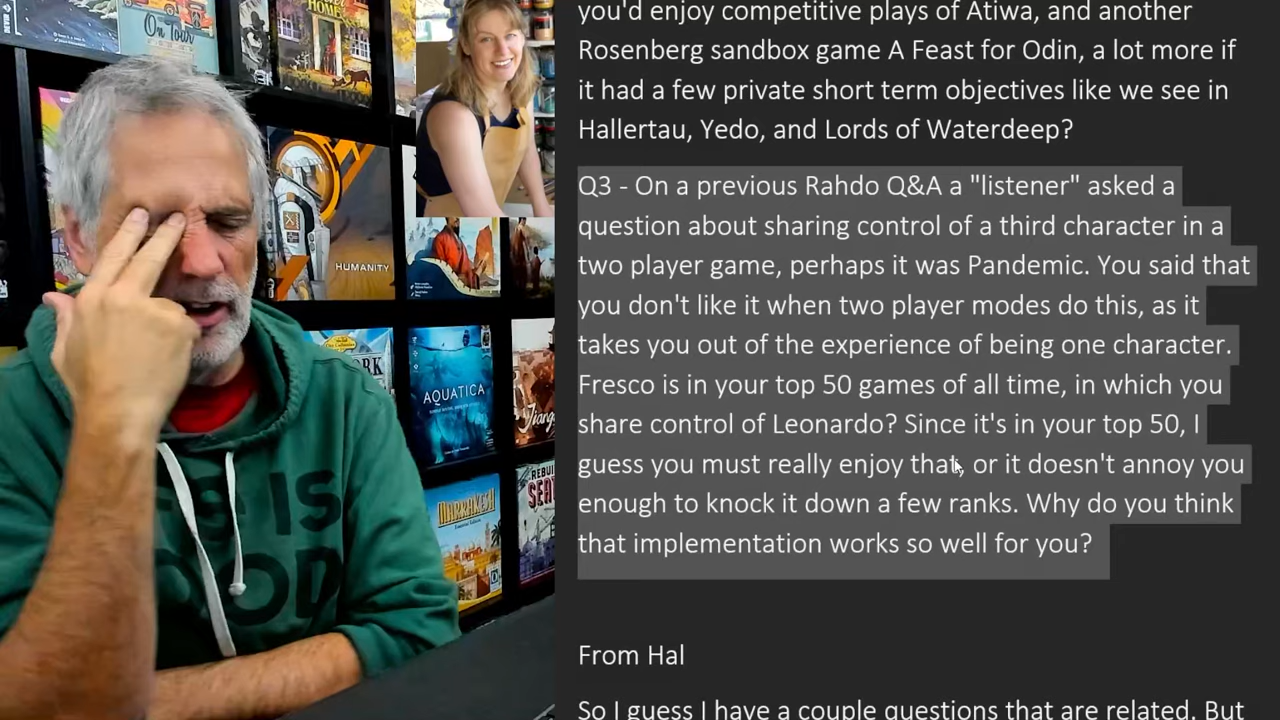 you'd enjoy competitive plays of Atiwa, and another
Rosenberg sandbox game A Feast for Odin, a lot more if
it had a few private short term objectives like we see in
Hallertau, Yedo, and Lords of Waterdeep?
Q3 - On a previous Rahdo Q&A a "listener" asked a
question about sharing control of a third character in a
two player game, perhaps it was Pandemic. You said that
you don't like it when two player modes do this, as it
takes you out of the experience of being one character.
Fresco is in your top 50 games of all time, in which you
share control of Leonardo? Since it's in your top 50, I
guess you must really enjoy that, or it doesn't annoy you
enough to knock it down a few ranks. Why do you think
that implementation works so well for you?
From Hal
So I guess I have a couple questions that are related. But
On Tour
HOME
HUMANITY
AQUATICA
MARRAKESH
IS
OOD